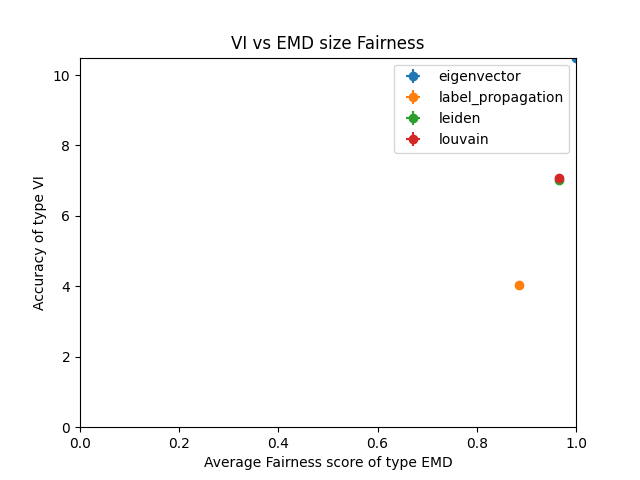 VI vs EMD size Fairness
eigenvector
label_propagation
leiden
louvain
Accuracy of type VI
10
8
6
4
2
0
0.0 0.2 0.4 0.6 0.8 1.0
Average Fairness score of type EMD